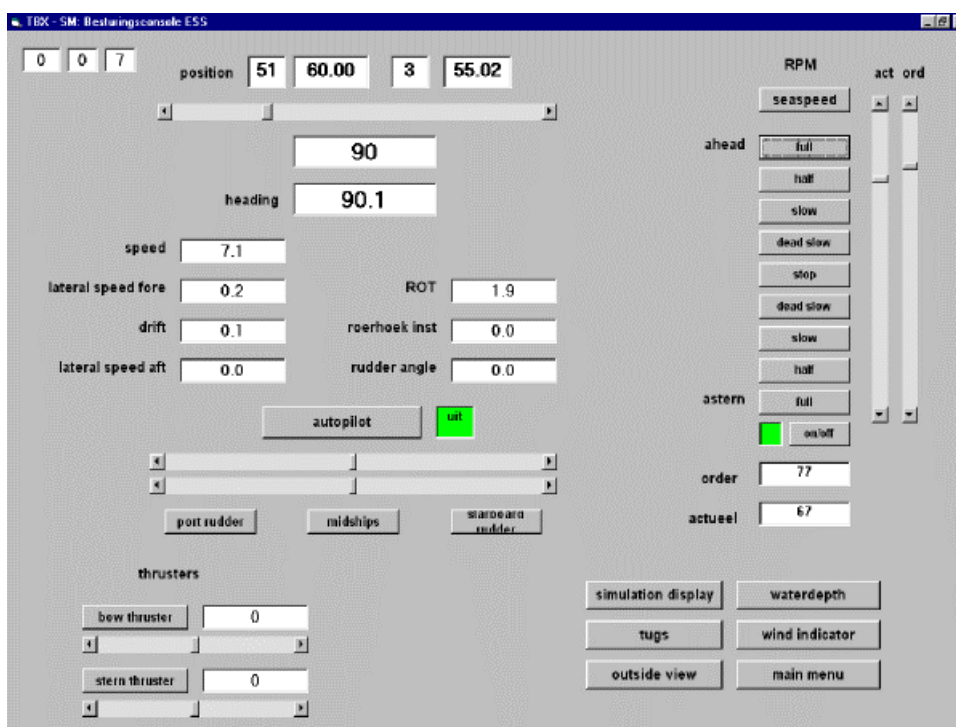 TBX - SM: Besturingsconsole ESS
0 0 7
position 51 60.00 3 55.02
90
heading 90.1
speed 7.1
lateral speed fore 0.2
ROT 1.9
drift 0.1
roerhoek inst 0.0
lateral speed aft 0.0
rudder angle 0.0
autopilot uit
port rudder midships starboard rudder
thrusters
bow thruster 0
stern thruster 0
RPM act ord
seaspeed
ahead full
half
slow
dead slow
stop
dead slow
slow
half
astern full
on/off
order 77
actueel 67
simulation display waterdepth
tugs wind indicator
outside view main menu